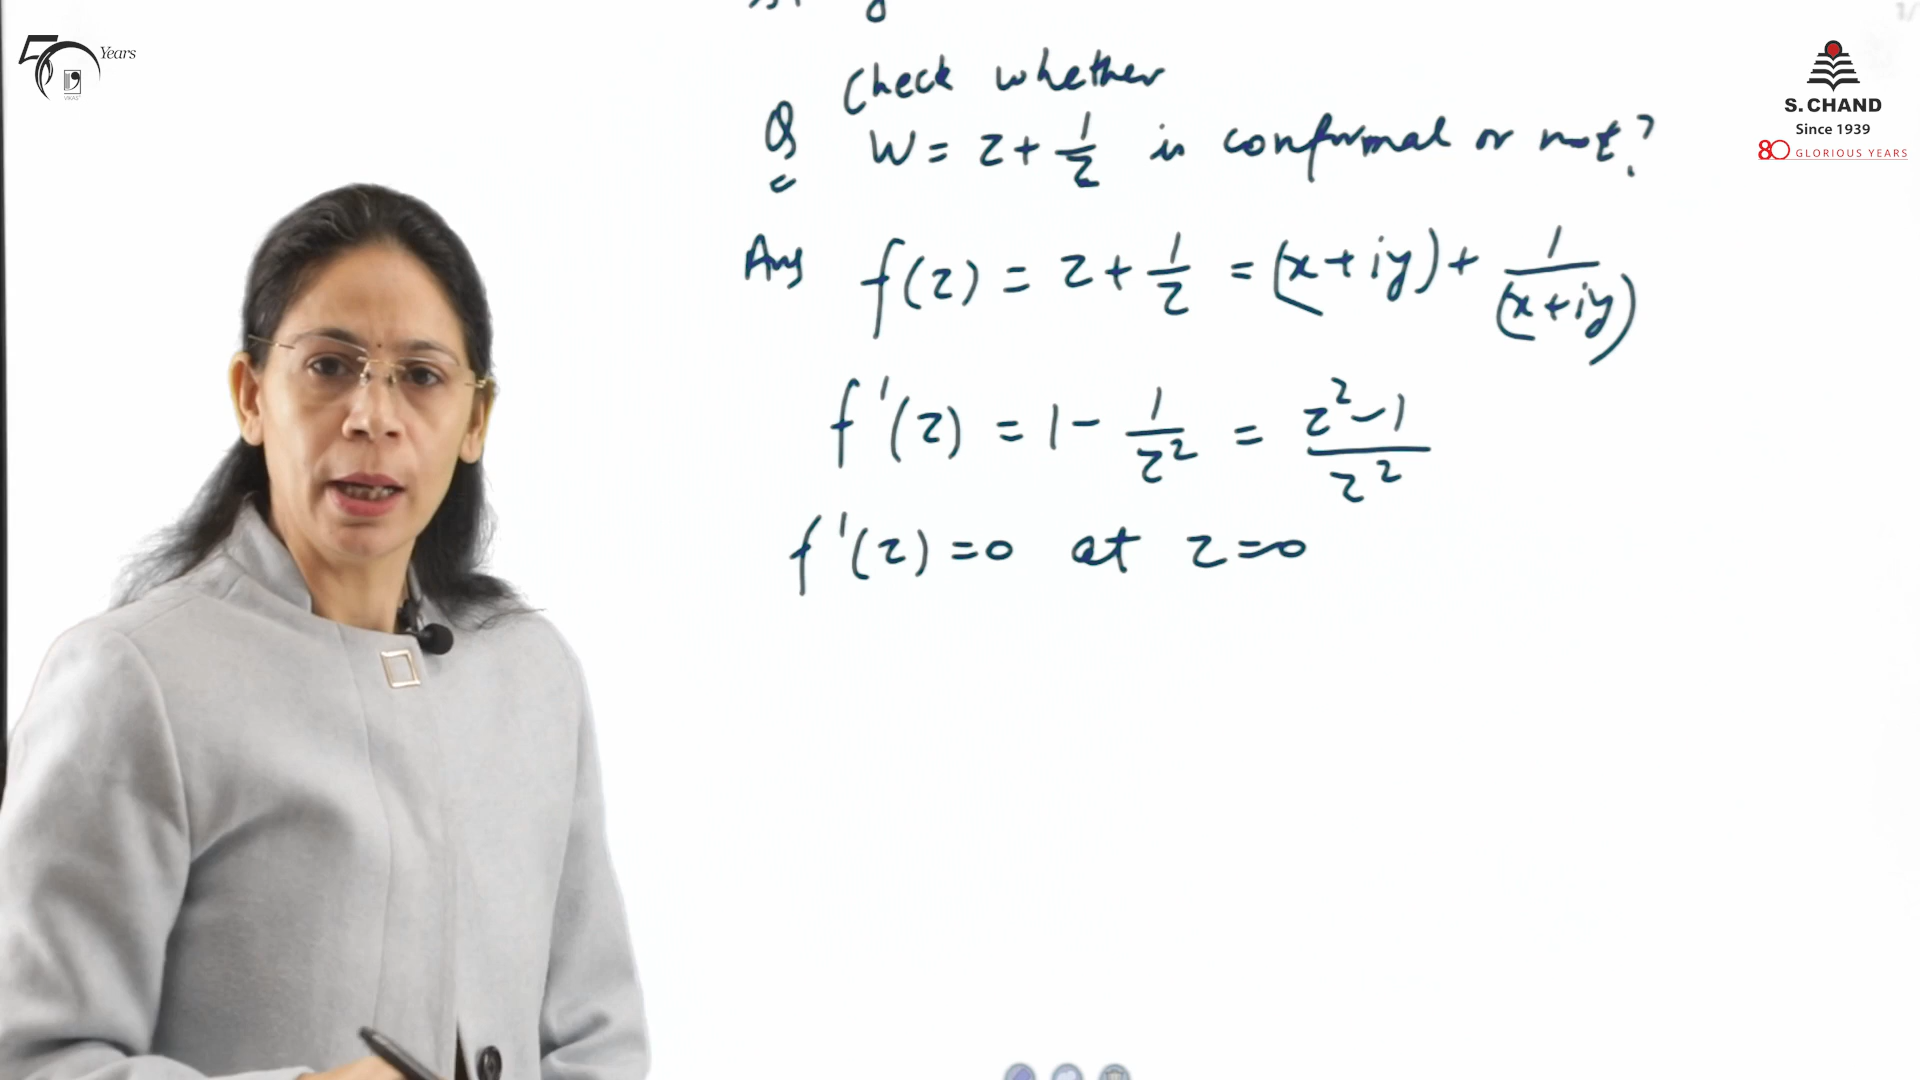 50 Years
VIKAS
S. CHAND
Since 1939
80 GLORIOUS YEARS
Check whether
Q W = z + 1/z is conformal or not?
Ans f(z) = z + 1/z = (x + iy) + 1/(x + iy)
f'(z) = 1 - 1/z² = z² - 1/z²
f'(z) = 0 at z = 0